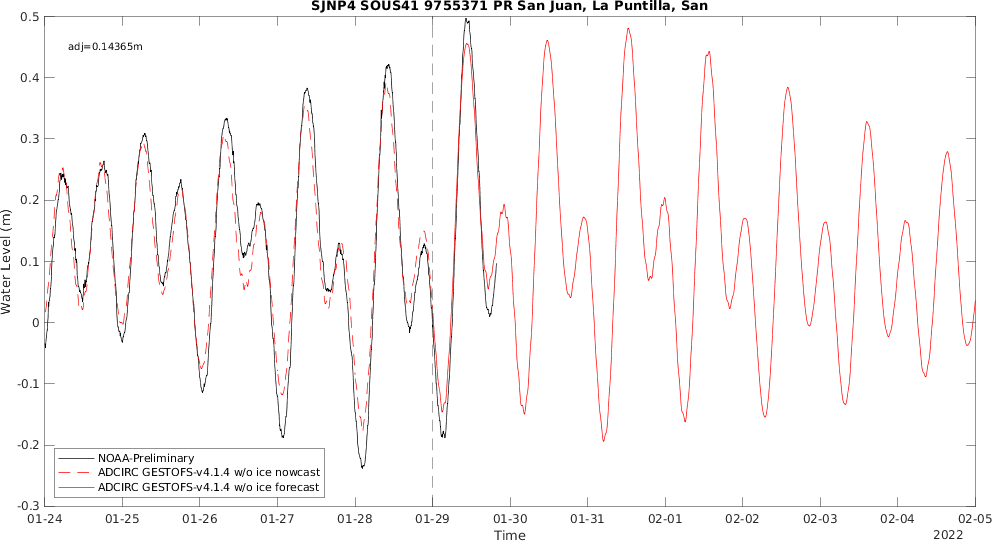 SJNP4 SOUS41 9755371 PR San Juan, La Puntilla, San
adj=0.14365m
Water Level (m)
0.5
0.4
0.3
0.2
0.1
0
-0.1
-0.2
-0.3
NOAA-Preliminary
ADCIRC GESTOFS-v4.1.4 w/o ice nowcast
ADCIRC GESTOFS-v4.1.4 w/o ice forecast
01-24 01-25 01-26 01-27 01-28 01-29 01-30 01-31 02-01 02-02 02-03 02-04 02-05
Time
2022